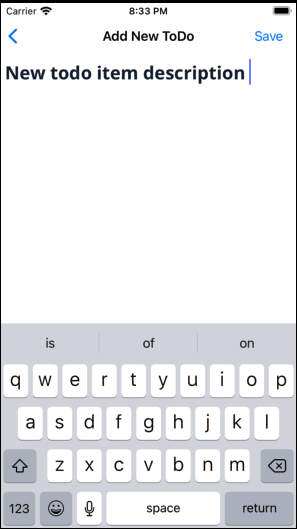 Carrier 8:33 PM
Add New ToDo Save
New todo item description
is of on
q w e r t y u i o p
a s d f g h j k l
z x c v b n m
123 space return